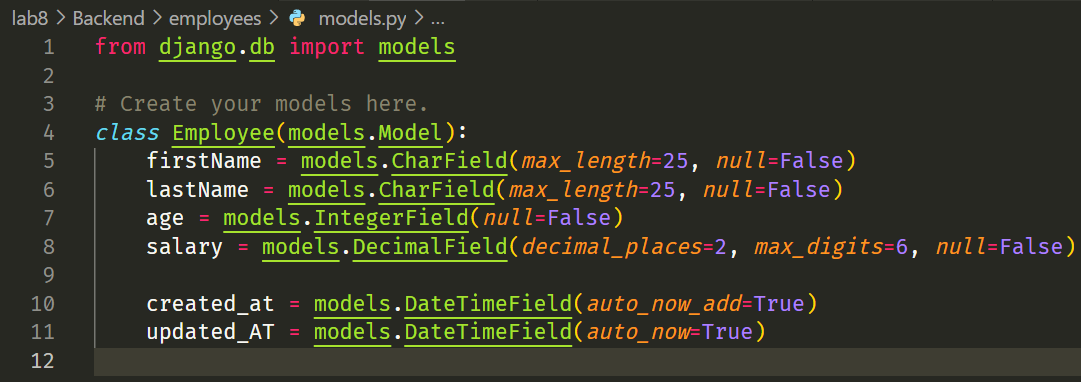 lab8 > Backend > employees > models.py > ...
1 from django.db import models
2
3 # Create your models here.
4 class Employee(models.Model):
5     firstName = models.CharField(max_length=25, null=False)
6     lastName = models.CharField(max_length=25, null=False)
7     age = models.IntegerField(null=False)
8     salary = models.DecimalField(decimal_places=2, max_digits=6, null=False)
9
10     created_at = models.DateTimeField(auto_now_add=True)
11     updated_AT = models.DateTimeField(auto_now=True)
12